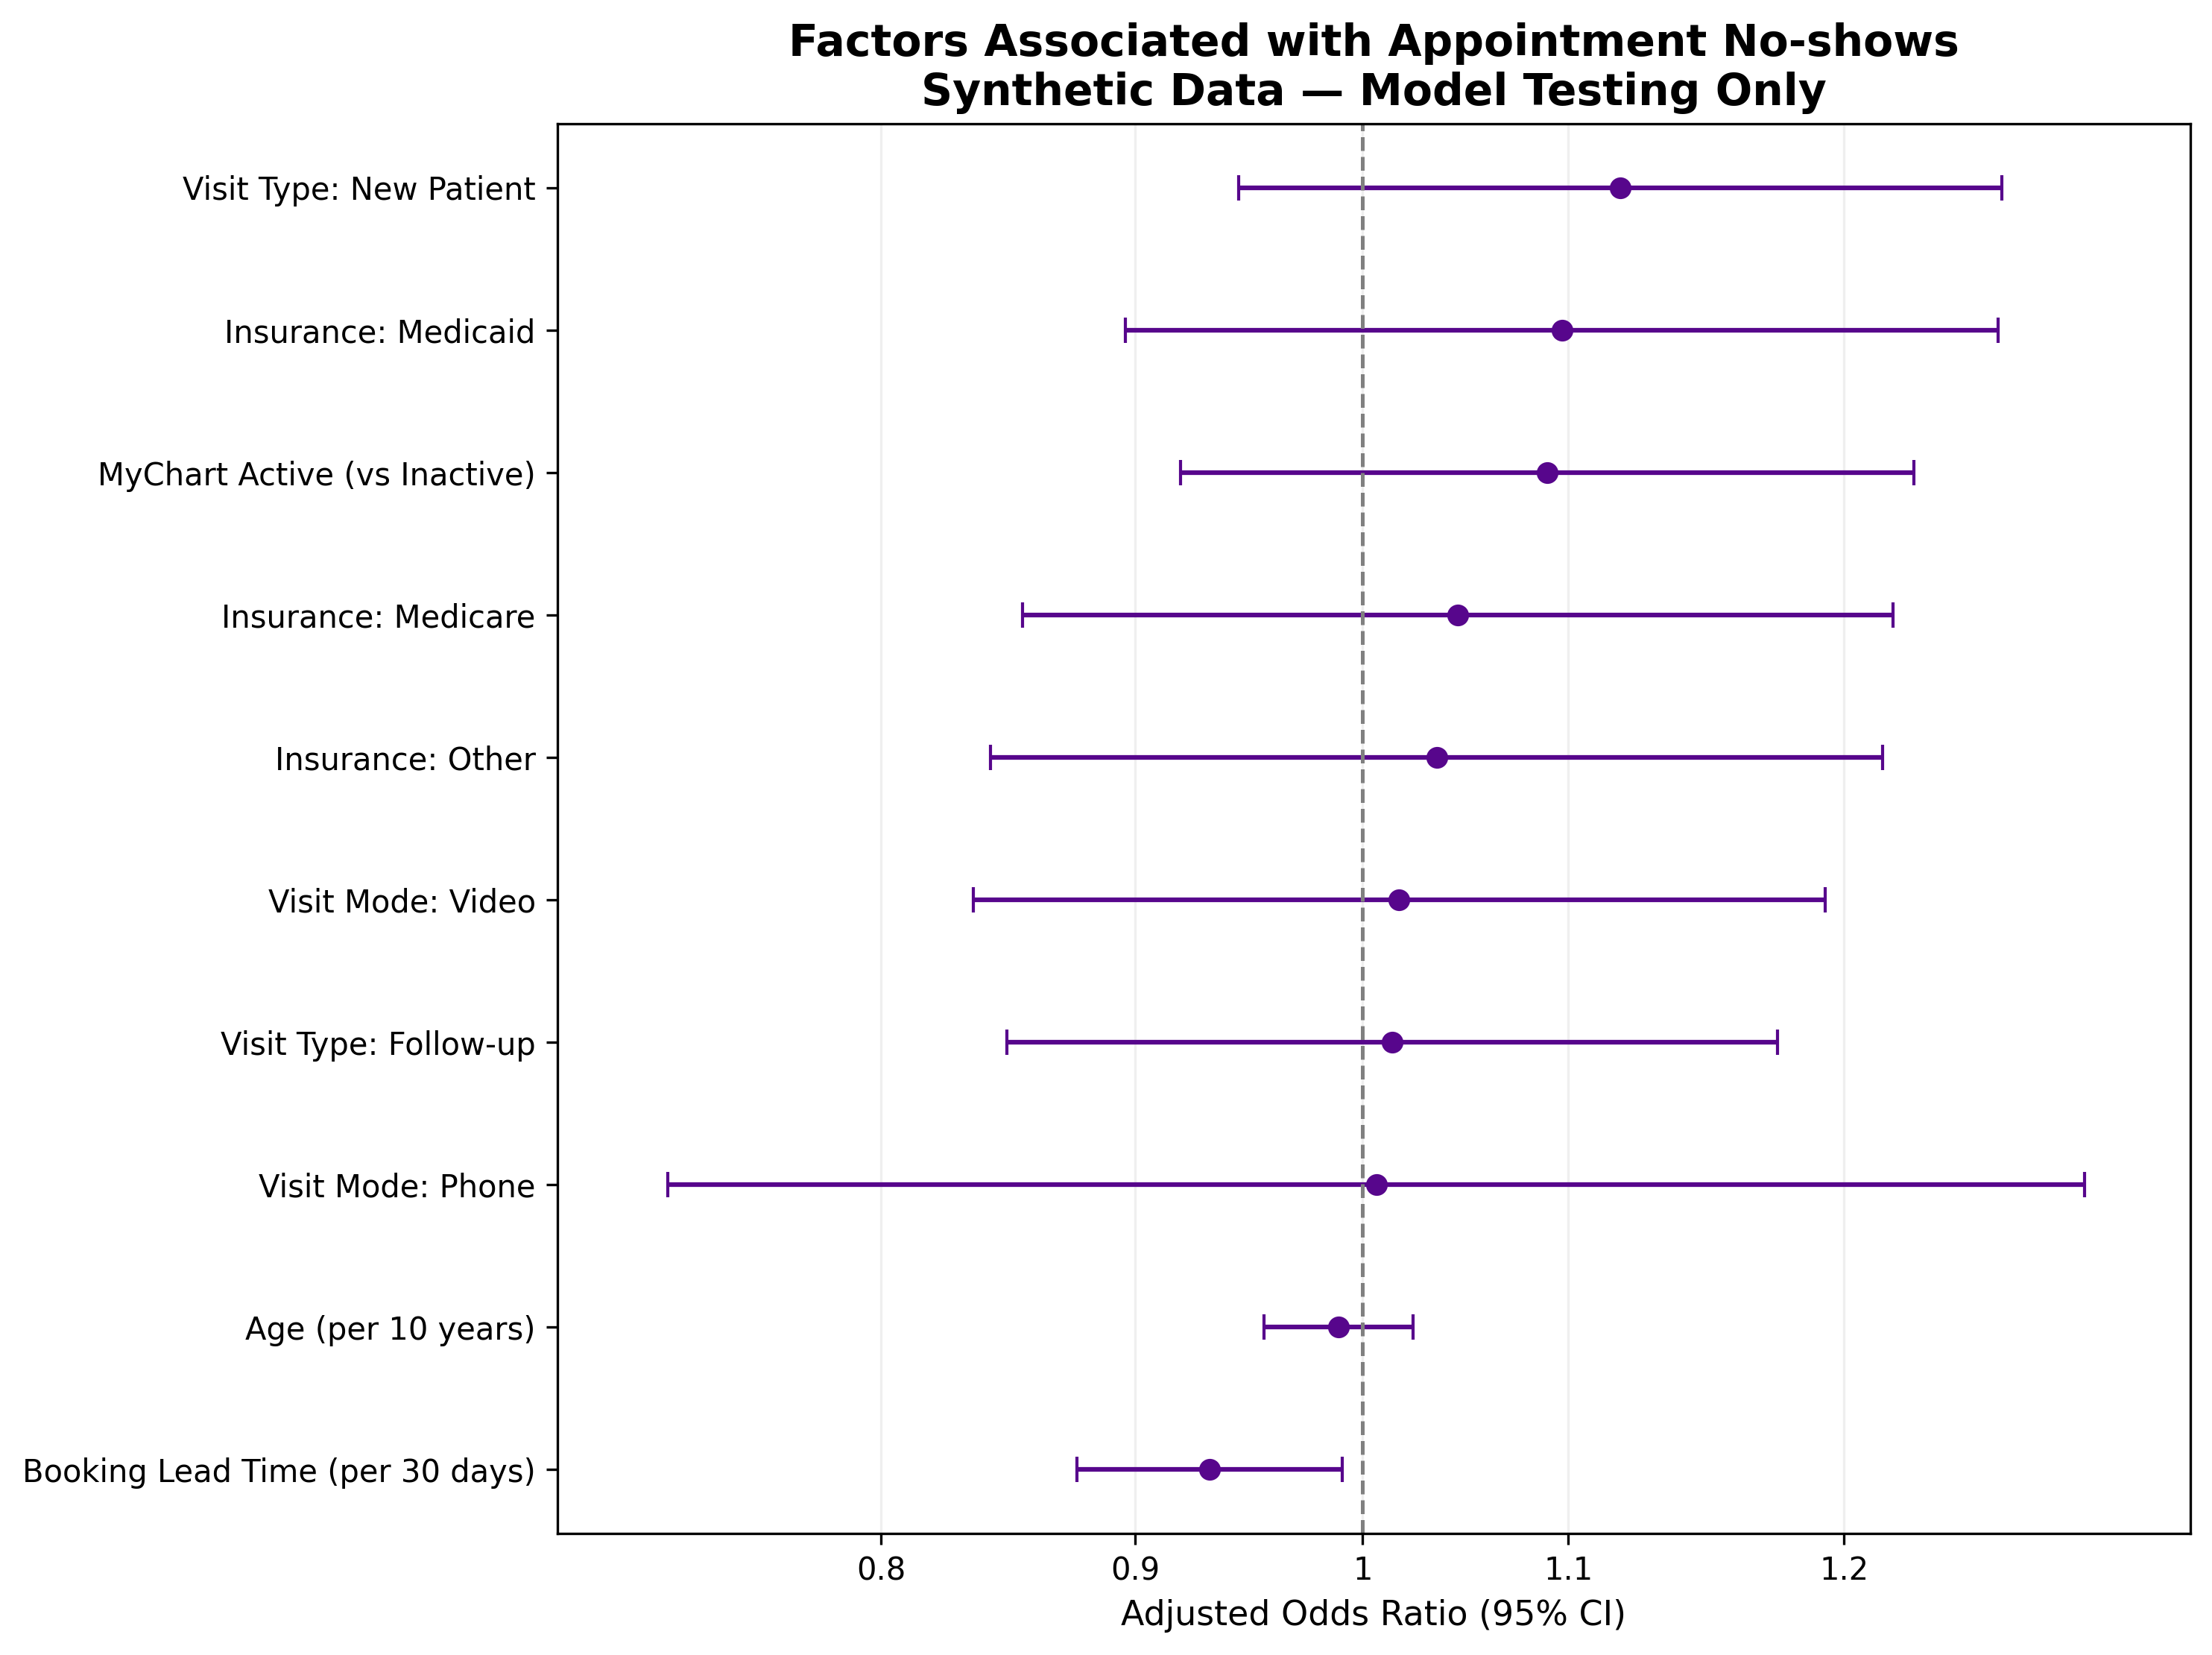 Factors Associated with Appointment No-shows
Synthetic Data — Model Testing Only
Visit Type: New Patient
Insurance: Medicaid
MyChart Active (vs Inactive)
Insurance: Medicare
Insurance: Other
Visit Mode: Video
Visit Type: Follow-up
Visit Mode: Phone
Age (per 10 years)
Booking Lead Time (per 30 days)
0.8 0.9 1 1.1 1.2
Adjusted Odds Ratio (95% CI)